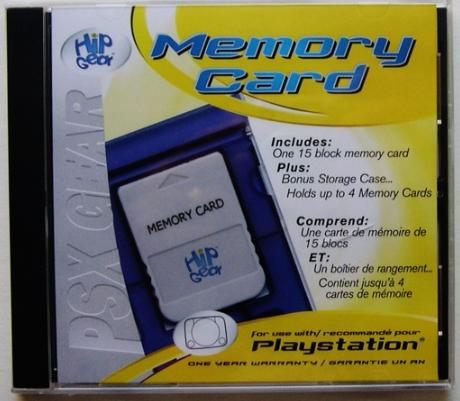 HIP
Gear
Memory
Card
PSX GEAR
Includes:
One 15 block memory card
Plus:
Bonus Storage Case...
Holds up to 4 Memory Cards
Comprend:
Une carte de mémoire de
15 blocs
ET:
Un boîtier de rangement...
Contient jusqu'à 4
cartes de mémoire
MEMORY CARD
HIP
Gear
For use with/ recommandé pour
Playstation®
ONE YEAR WARRANTY / GARANTIE UN AN